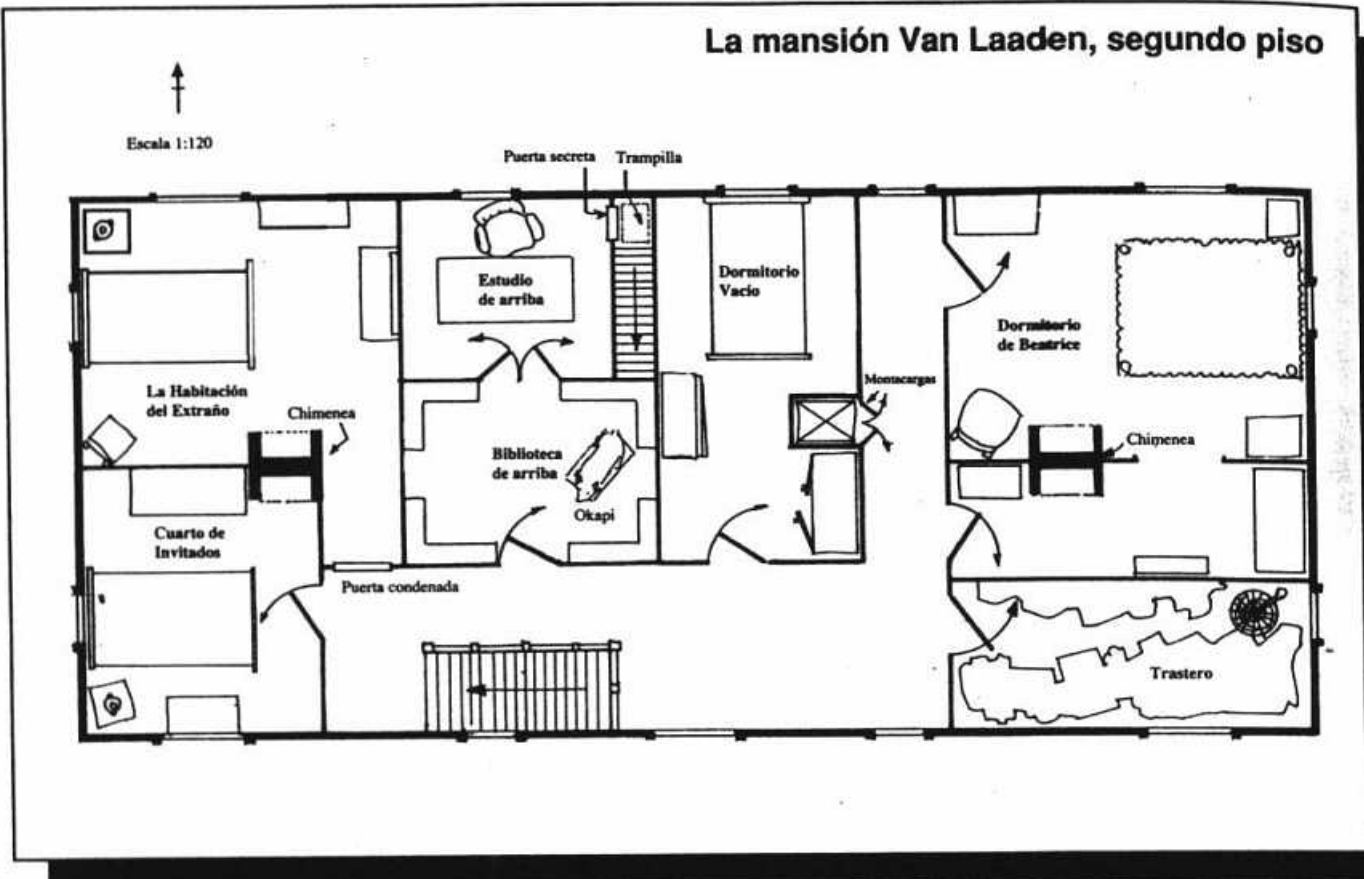 La mansión Van Laaden, segundo piso
Escala 1:120
Puerta secreta
Trampilla
Estudio
de arriba
Dormitorio
Vacío
Dormitorio
de Beatrice
La Habitación
del Extraño
Chimenea
Montacargas
Biblioteca
de arriba
Okapi
Chimenea
Cuarto de
Invitados
Puerta condenada
Trastero